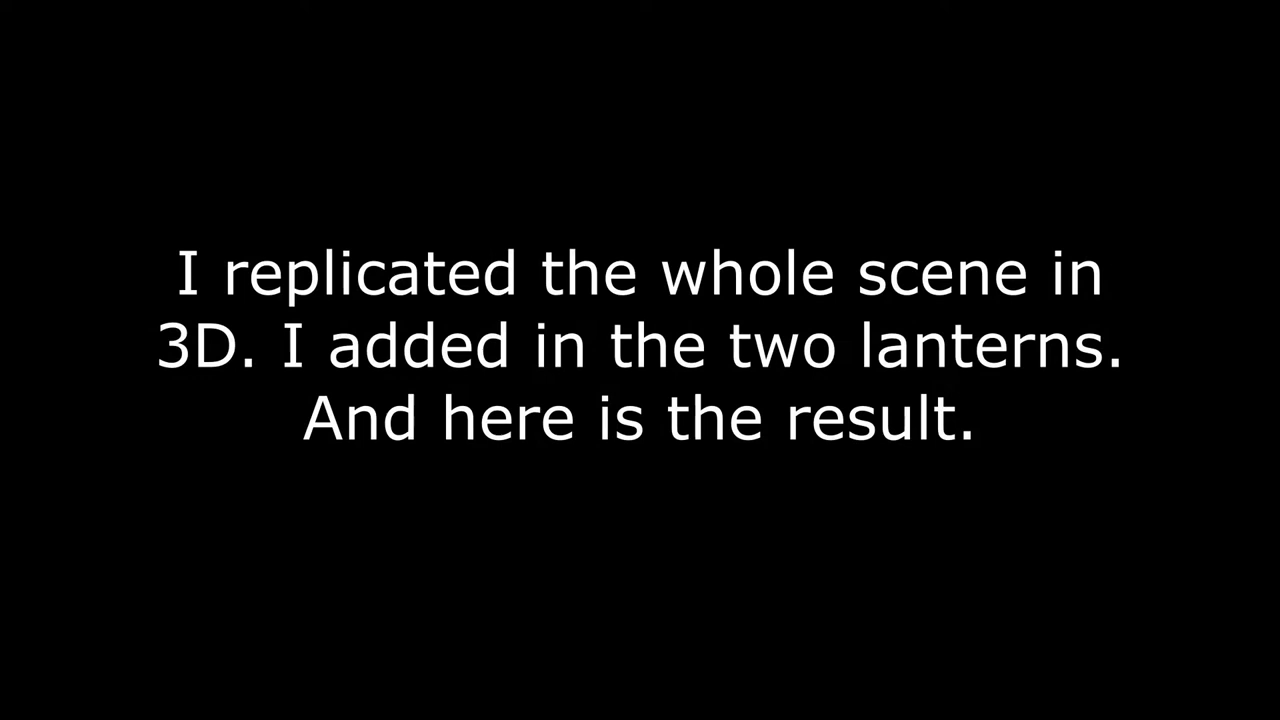 I replicated the whole scene in
3D. I added in the two lanterns.
And here is the result.